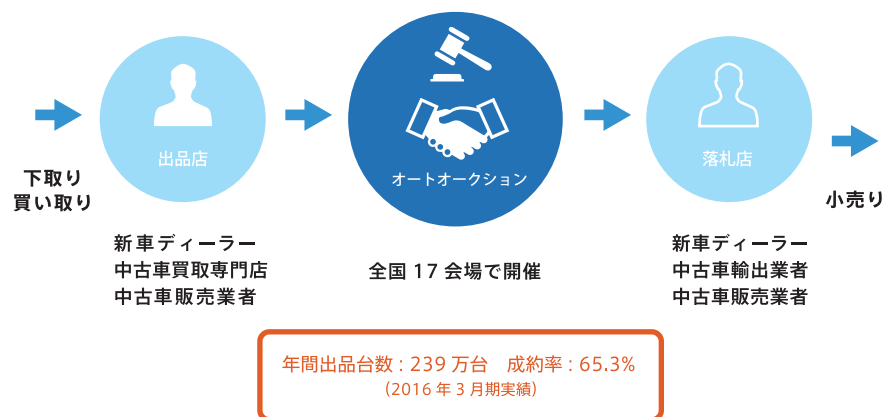 下取り
買い取り
出品店
新車ディーラー
中古車買取専門店
中古車販売業者
オートオークション
全国 17 会場で開催
落札店
新車ディーラー
中古車輸出業者
中古車販売業者
小売り
年間出品台数 : 239 万台　成約率 : 65.3%
（2016 年 3 月期実績）